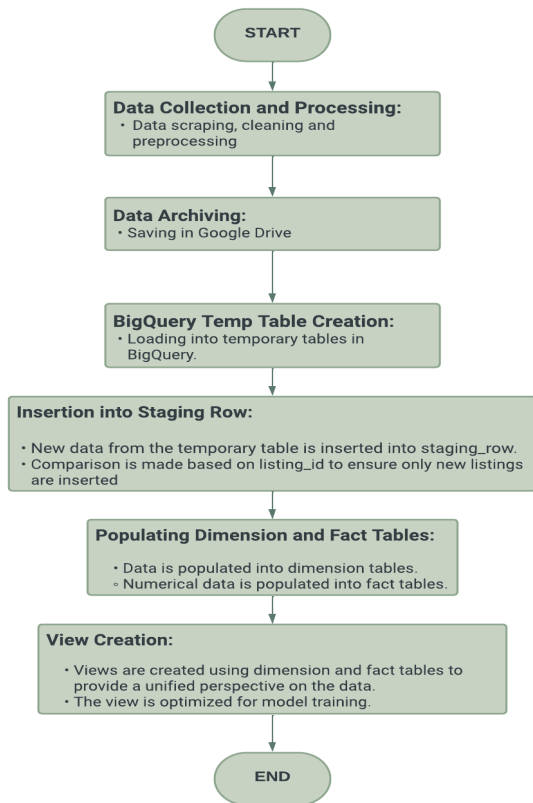 START
Data Collection and Processing:
• Data scraping, cleaning and
preprocessing
Data Archiving:
• Saving in Google Drive
BigQuery Temp Table Creation:
• Loading into temporary tables in
BigQuery.
Insertion into Staging Row:
• New data from the temporary table is inserted into staging_row.
• Comparison is made based on listing_id to ensure only new listings
are inserted
Populating Dimension and Fact Tables:
• Data is populated into dimension tables.
◦ Numerical data is populated into fact tables.
View Creation:
• Views are created using dimension and fact tables to
provide a unified perspective on the data.
• The view is optimized for model training.
END